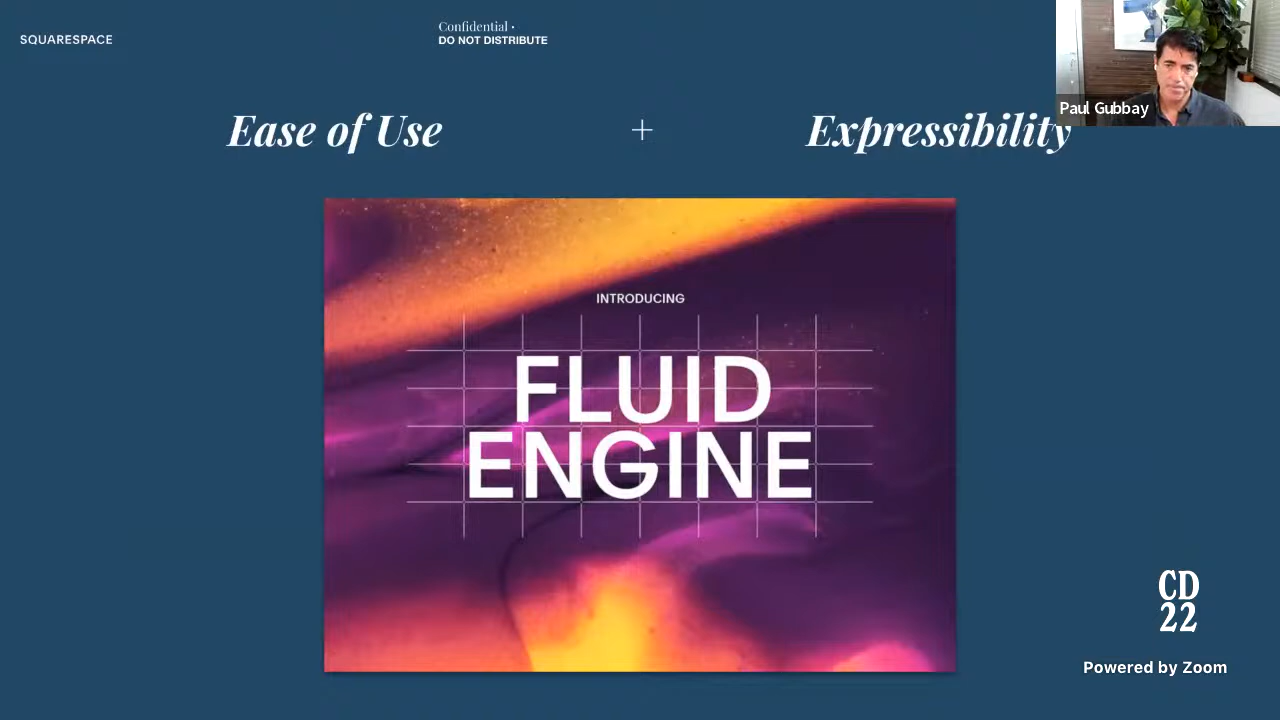 SQUARESPACE
Confidential •
DO NOT DISTRIBUTE
Paul Gubbay
Ease of Use + Expressibility
INTRODUCING
FLUID
ENGINE
CD
22
Powered by Zoom